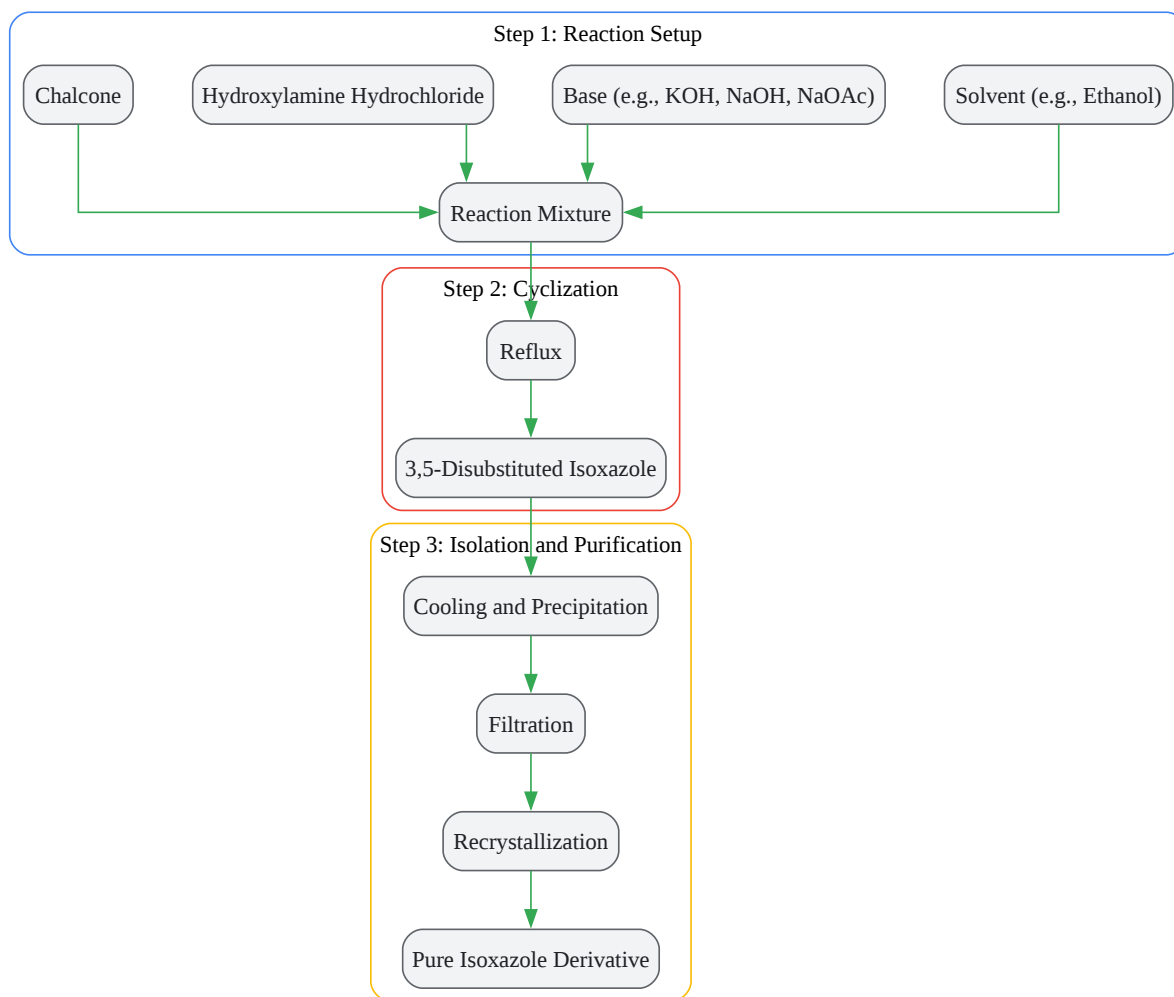 Step 1: Reaction Setup
Chalcone
Hydroxylamine Hydrochloride
Base (e.g., KOH, NaOH, NaOAc)
Solvent (e.g., Ethanol)
Reaction Mixture
Step 2: Cyclization
Reflux
3,5-Disubstituted Isoxazole
Step 3: Isolation and Purification
Cooling and Precipitation
Filtration
Recrystallization
Pure Isoxazole Derivative